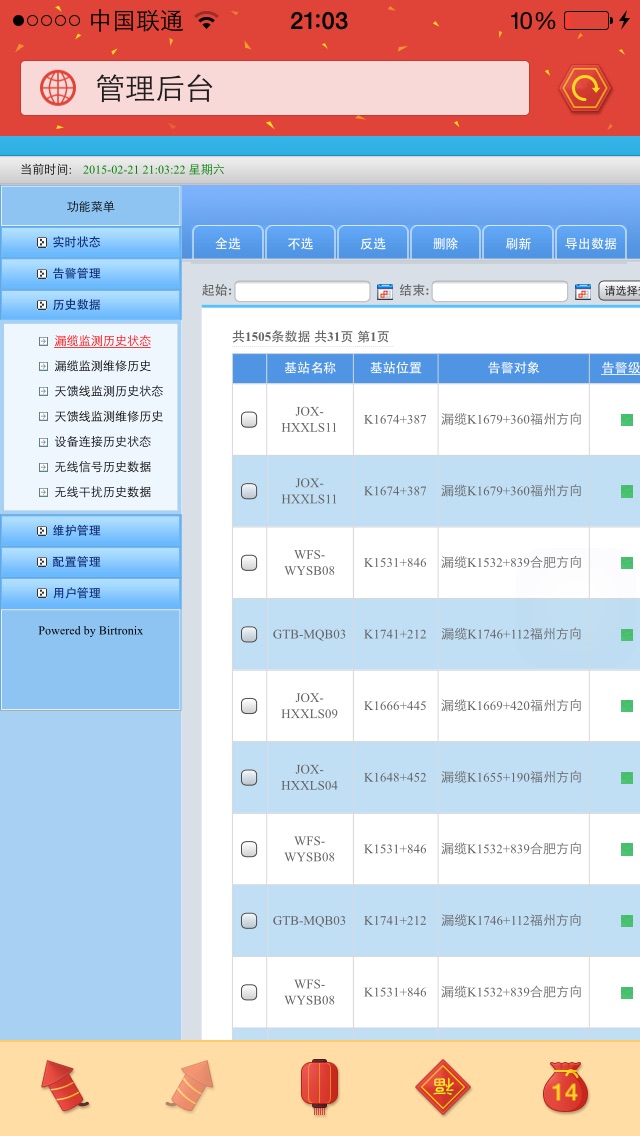 中国联通 21:03 10%
管理后台
当前时间: 2015-02-21 21:03:22 星期六
功能菜单
实时状态
告警管理
历史数据
漏缆监测历史状态
漏缆监测维修历史
天馈线监测历史状态
天馈线监测维修历史
设备连接历史状态
无线信号历史数据
无线干扰历史数据
维护管理
配置管理
用户管理
Powered by Birtronix
全选 不选 反选 删除 刷新 导出数据
起始: 结束: 请选择
共1505条数据 共31页 第1页
基站名称 基站位置 告警对象 告警级
JOX-
HXXLS11 K1674+387 漏缆K1679+360福州方向
JOX-
HXXLS11 K1674+387 漏缆K1679+360福州方向
WFS-
WYSB08 K1531+846 漏缆K1532+839合肥方向
GTB-MQB03 K1741+212 漏缆K1746+112福州方向
JOX-
HXXLS09 K1666+445 漏缆K1669+420福州方向
JOX-
HXXLS04 K1648+452 漏缆K1655+190福州方向
WFS-
WYSB08 K1531+846 漏缆K1532+839合肥方向
GTB-MQB03 K1741+212 漏缆K1746+112福州方向
WFS-
WYSB08 K1531+846 漏缆K1532+839合肥方向
福
14